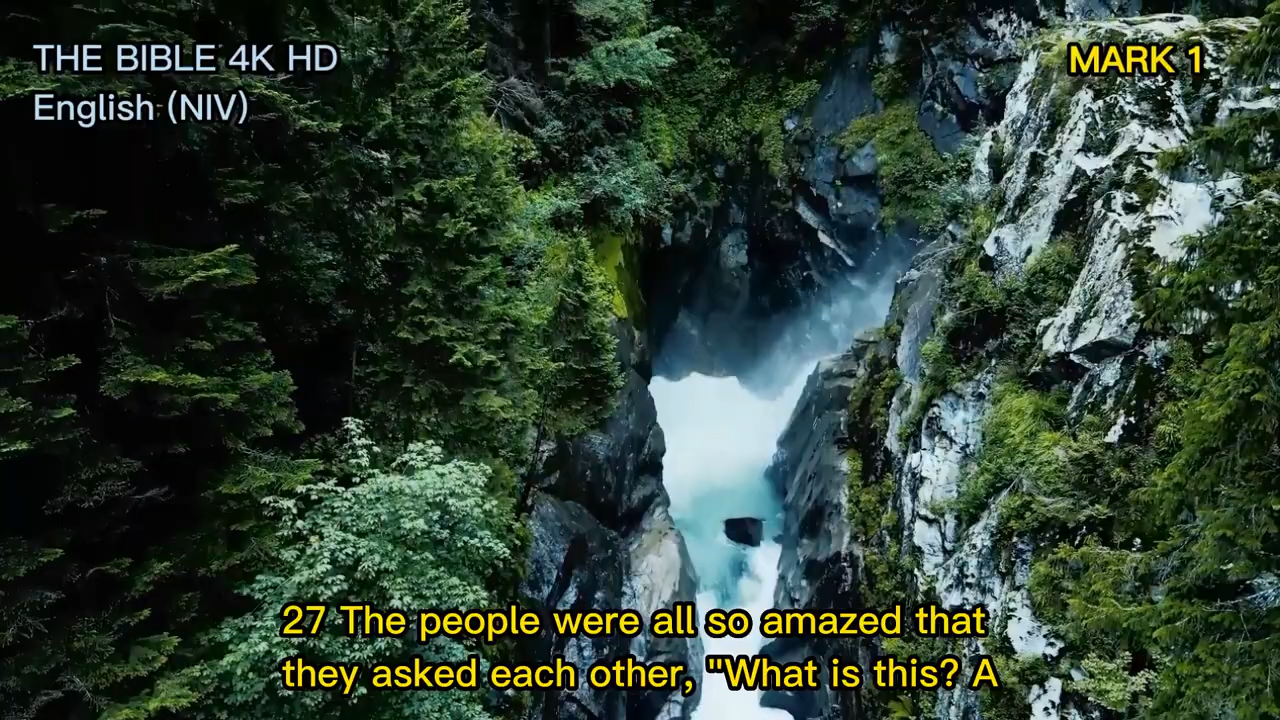 THE BIBLE 4K HD
English (NIV)
MARK 1
27 The people were all so amazed that
they asked each other, "What is this? A